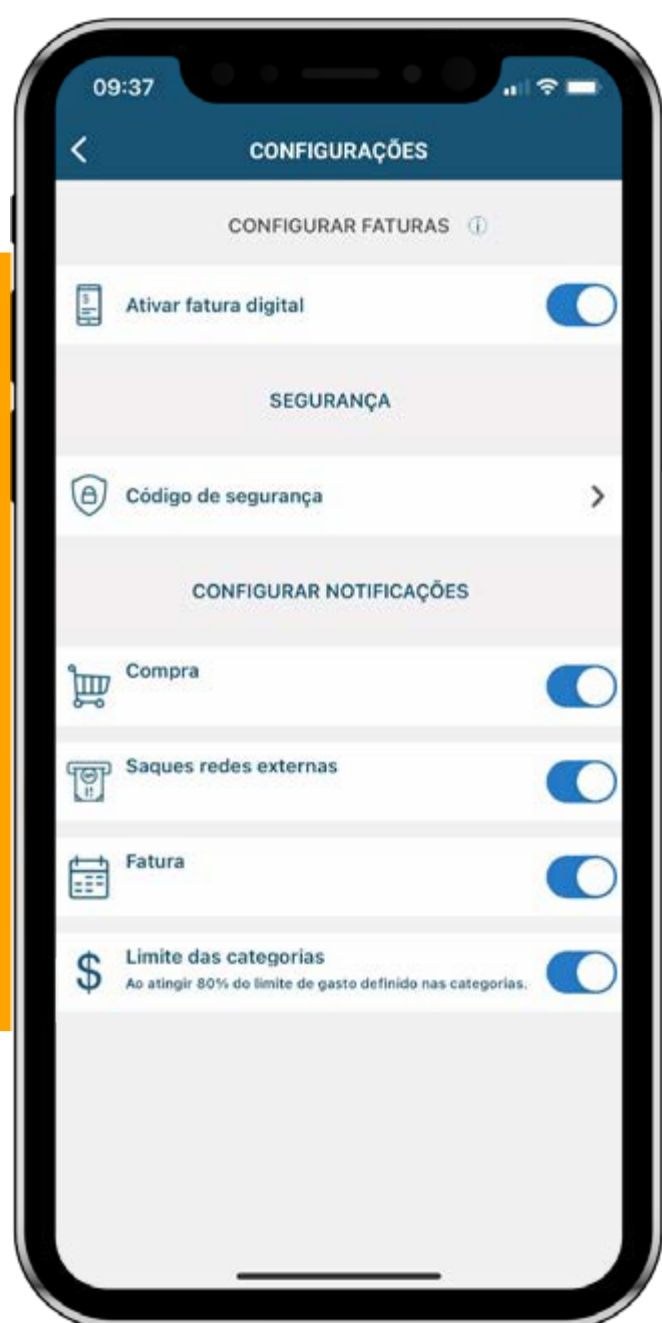 09:37
CONFIGURAÇÕES
CONFIGURAR FATURAS
Ativar fatura digital
SEGURANÇA
Código de segurança
CONFIGURAR NOTIFICAÇÕES
Compra
Saques redes externas
Fatura
Limite das categorias
Ao atingir 80% do limite de gasto definido nas categorias.